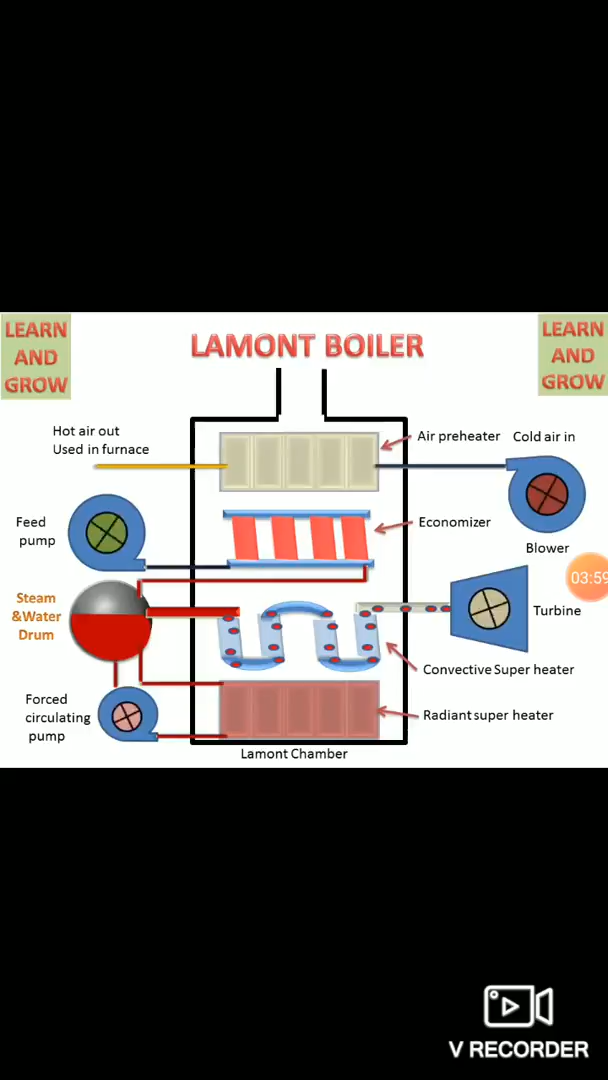 LEARN
AND
GROW
LAMONT BOILER
LEARN
AND
GROW
Hot air out
Used in furnace
Air preheater
Cold air in
Feed
pump
Economizer
Blower
03:59
Steam
&Water
Drum
Turbine
Convective Super heater
Forced
circulating
pump
Radiant super heater
Lamont Chamber
V RECORDER